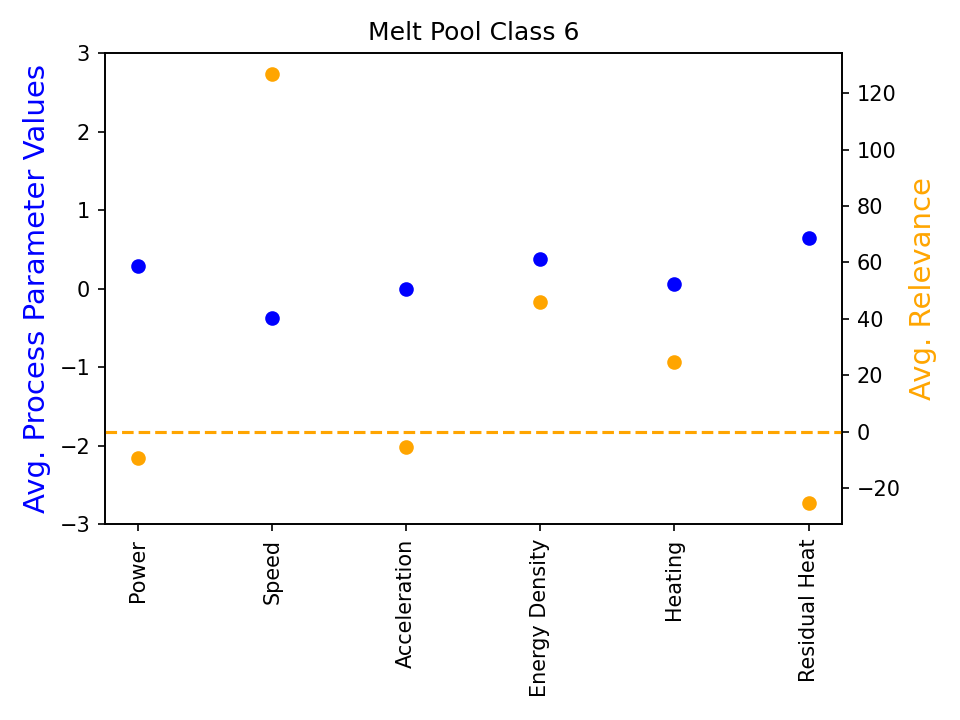 Melt Pool Class 6
Avg. Process Parameter Values
3
2
1
0
−1
−2
−3
120
100
80
60
40
20
0
−20
Avg. Relevance
Power
Speed
Acceleration
Energy Density
Heating
Residual Heat